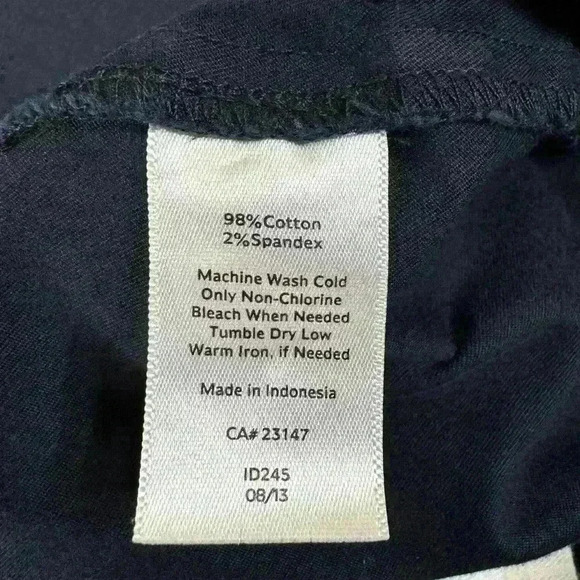 98%Cotton
2%Spandex
Machine Wash Cold
Only Non-Chlorine
Bleach When Needed
Tumble Dry Low
Warm Iron, if Needed
Made in Indonesia
CA# 23147
ID245
08/13